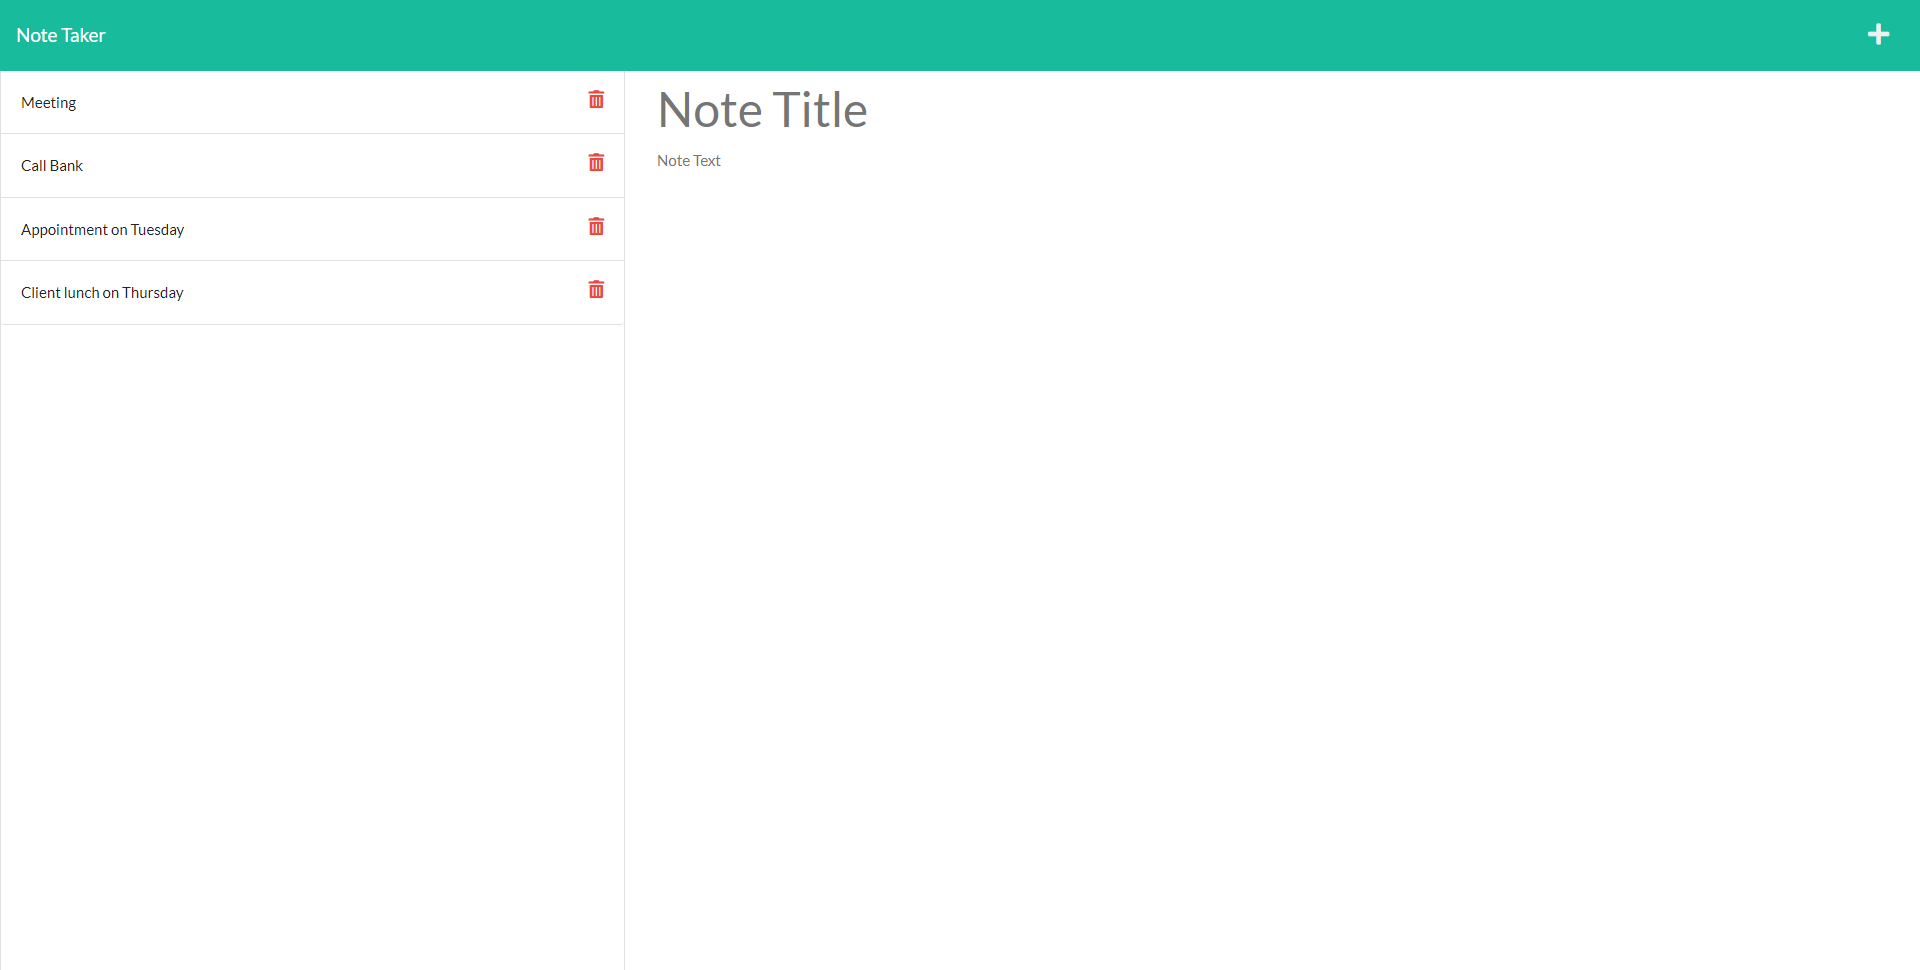 Note Taker
Meeting
Call Bank
Appointment on Tuesday
Client lunch on Thursday
Note Title
Note Text